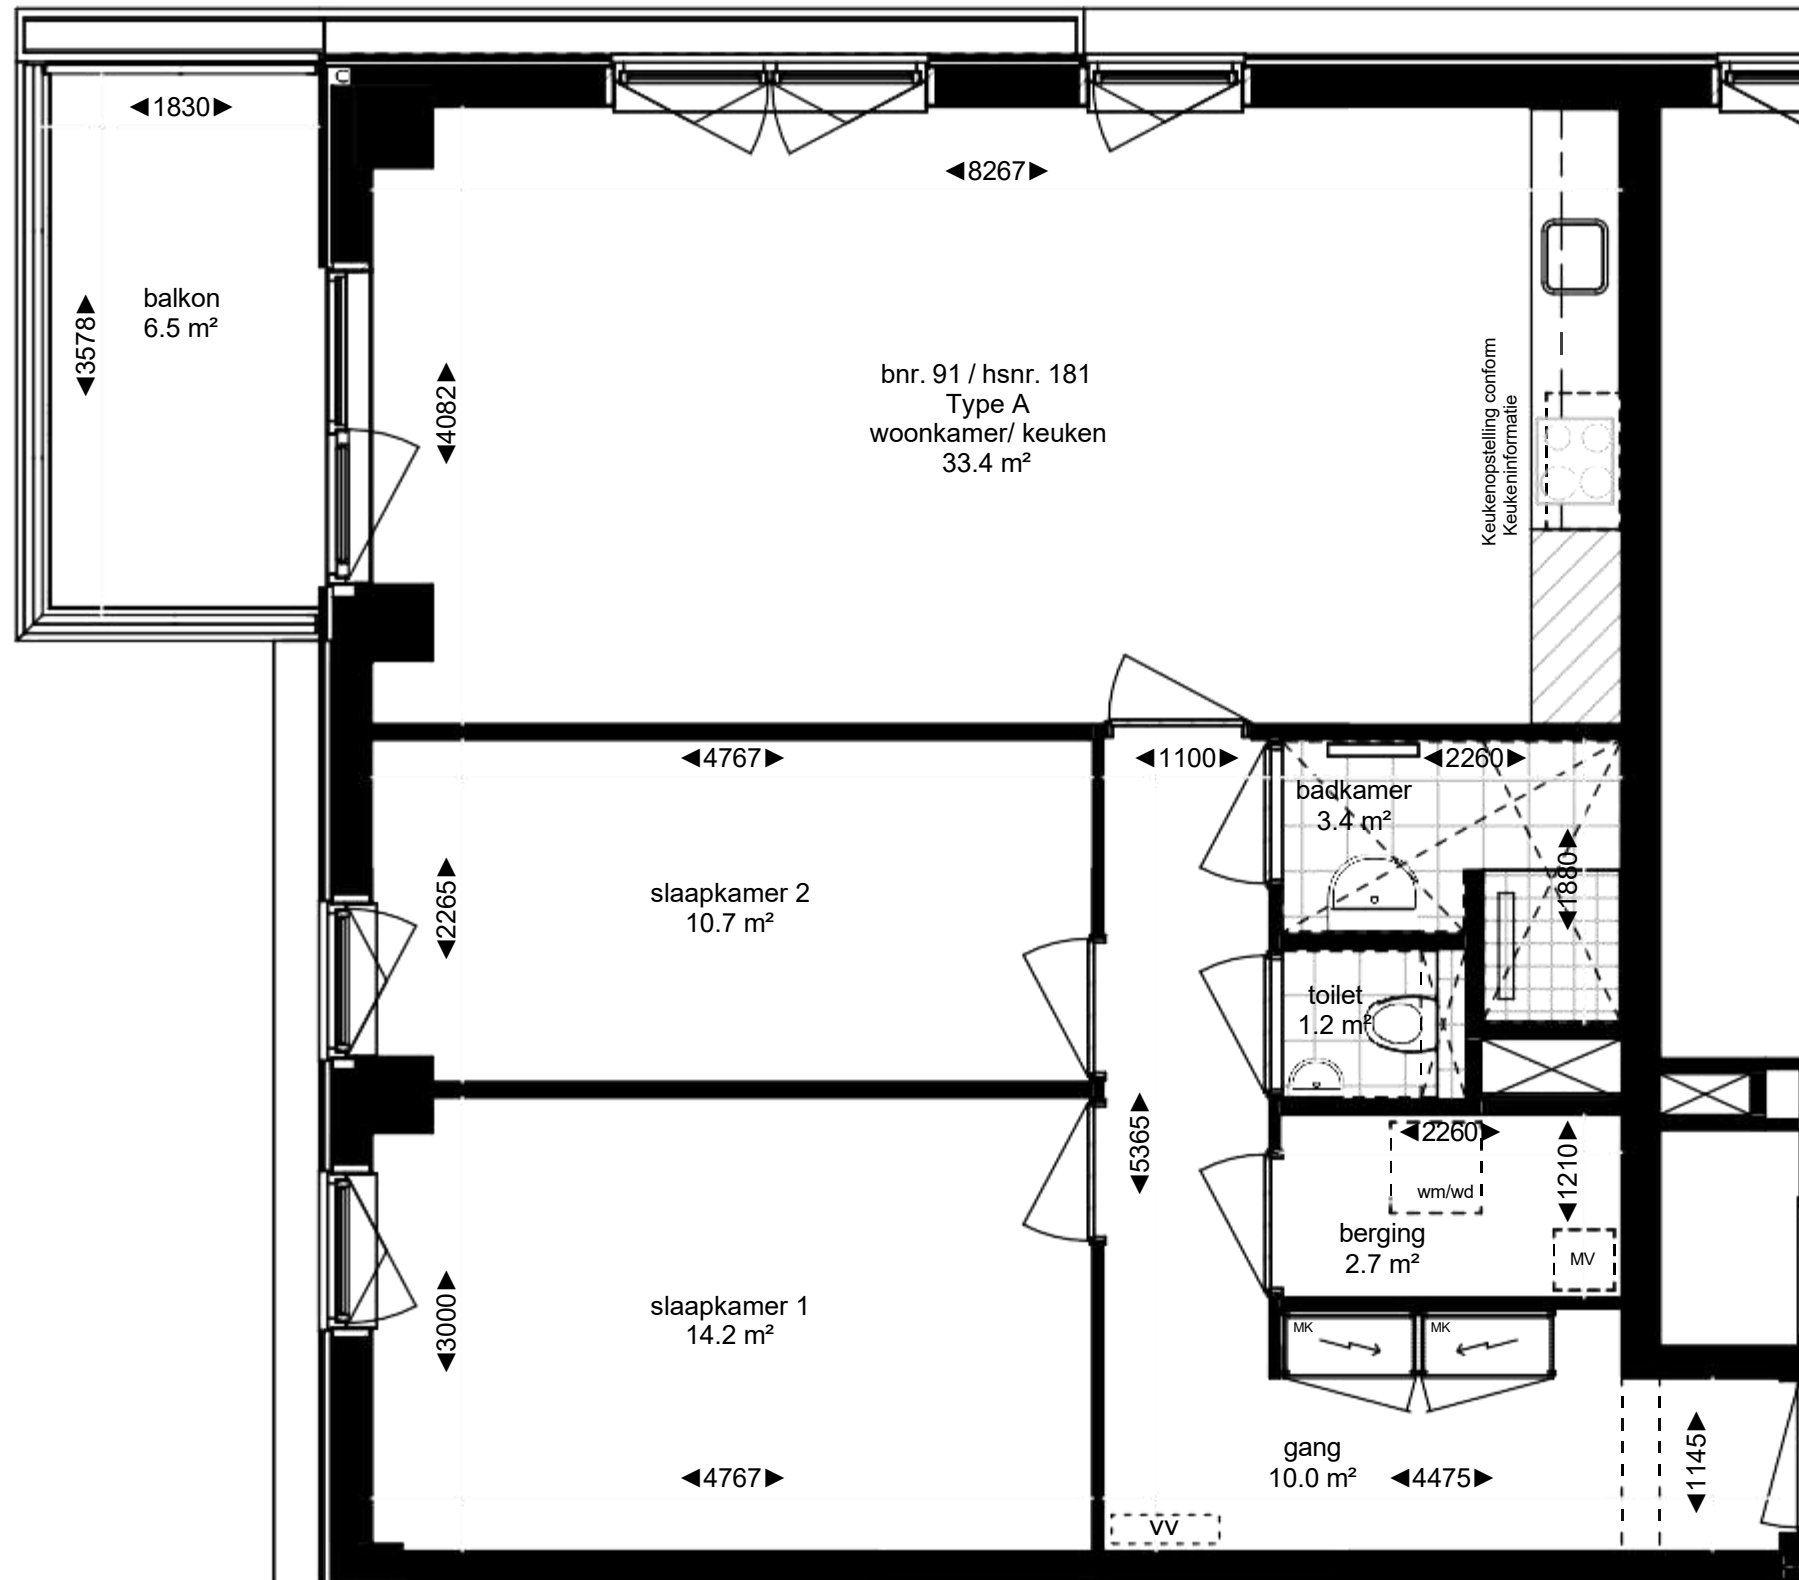 ◄1830►
◄8267►
balkon
6.5 m²
◄3578►
◄4082►
bnr. 91 / hsnr. 181
Type A
woonkamer/ keuken
33.4 m²
Keukenopstelling conform
Keukeninformatie
◄4767►
◄1100►
◄2260►
badkamer
3.4 m²
◄1880►
◄2265►
slaapkamer 2
10.7 m²
toilet
1.2 m²
◄5365►
◄2260►
◄1210►
wm/wd
berging
2.7 m²
MV
◄3000►
slaapkamer 1
14.2 m²
MK
MK
gang
10.0 m²
◄4475►
◄1145►
◄4767►
VV